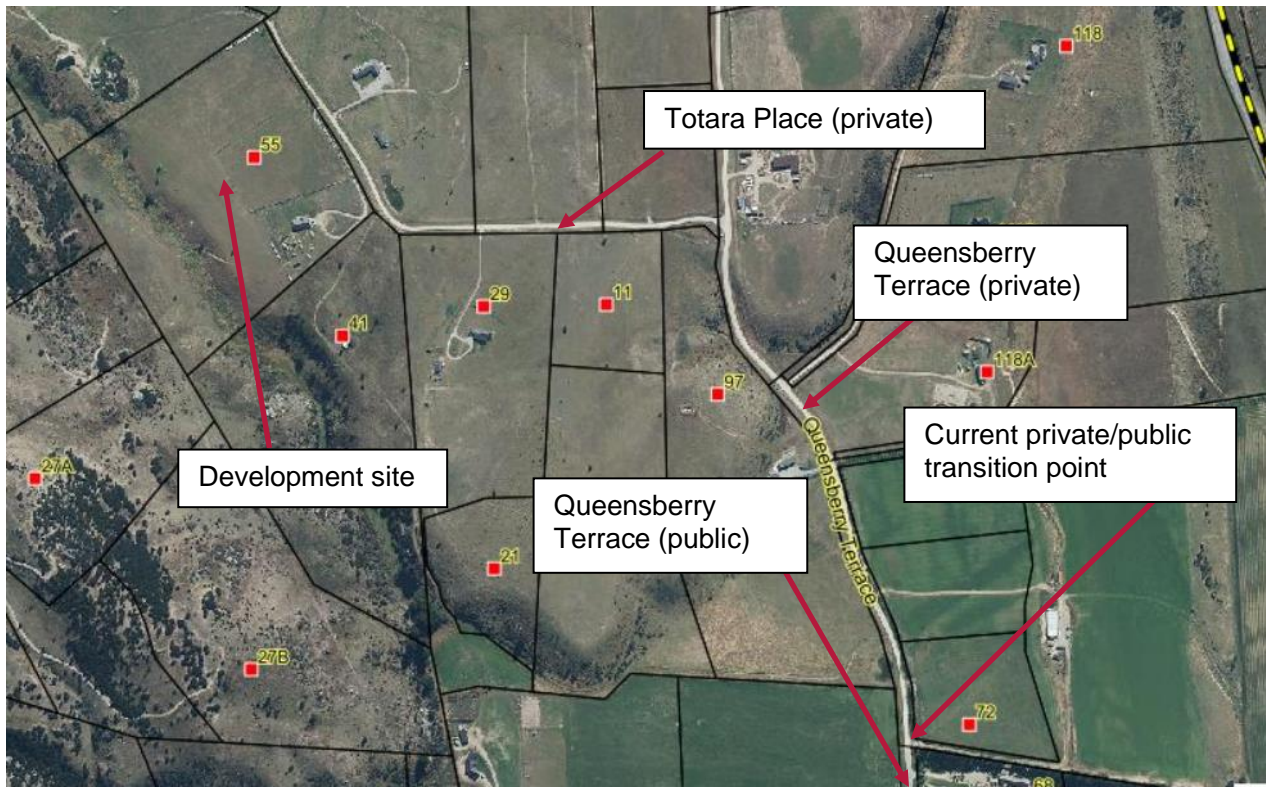 118
Totara Place (private)
55
Queensberry
Terrace (private)
29
11
41
118A
97
Current private/public
transition point
Queensberry Terrace
27A
Development site
Queensberry
Terrace (public)
21
27B
72
68